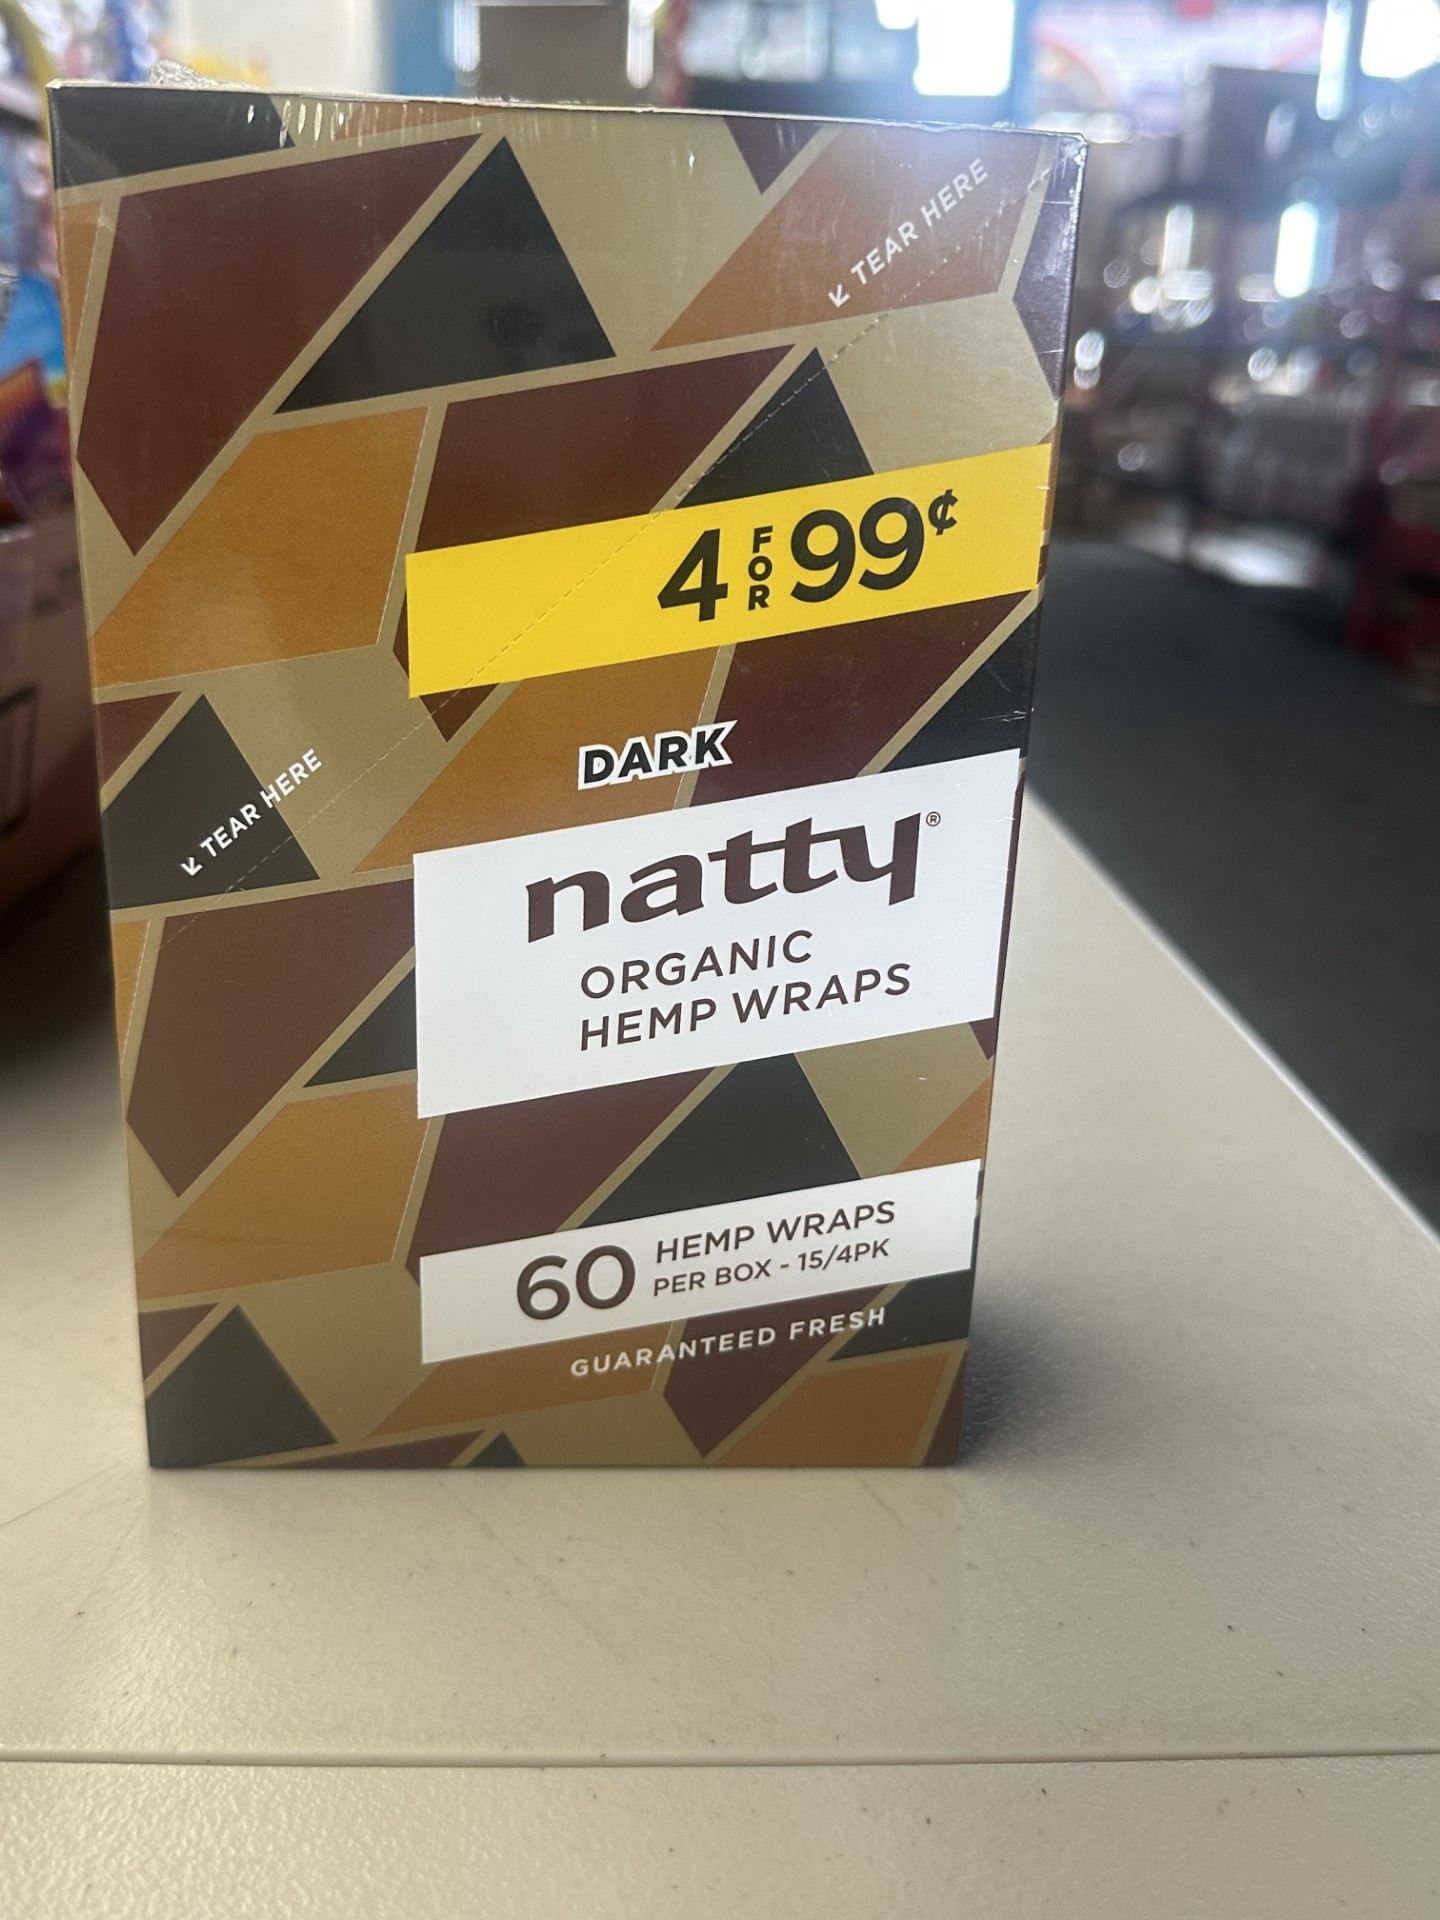 ↙ TEAR HERE
4 FOR 99¢
DARK
natty®
ORGANIC
HEMP WRAPS
↙ TEAR HERE
60 HEMP WRAPS
PER BOX - 15/4PK
GUARANTEED FRESH